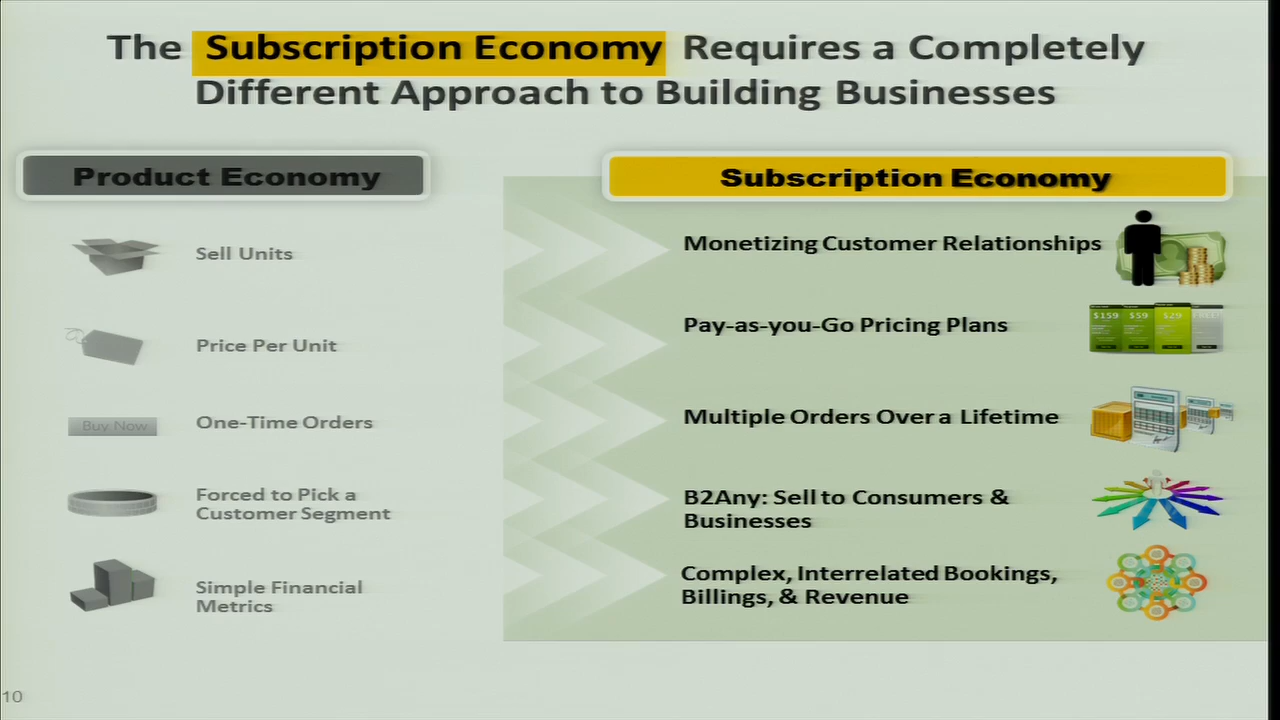 The Subscription Economy Requires a Completely
Different Approach to Building Businesses
Product Economy
Subscription Economy
Sell Units
Monetizing Customer Relationships
Price Per Unit
Pay-as-you-Go Pricing Plans
$159
$59
$29
FREE!
Buy Now
One-Time Orders
Multiple Orders Over a Lifetime
Forced to Pick a
Customer Segment
B2Any: Sell to Consumers &
Businesses
Simple Financial
Metrics
Complex, Interrelated Bookings,
Billings, & Revenue
10